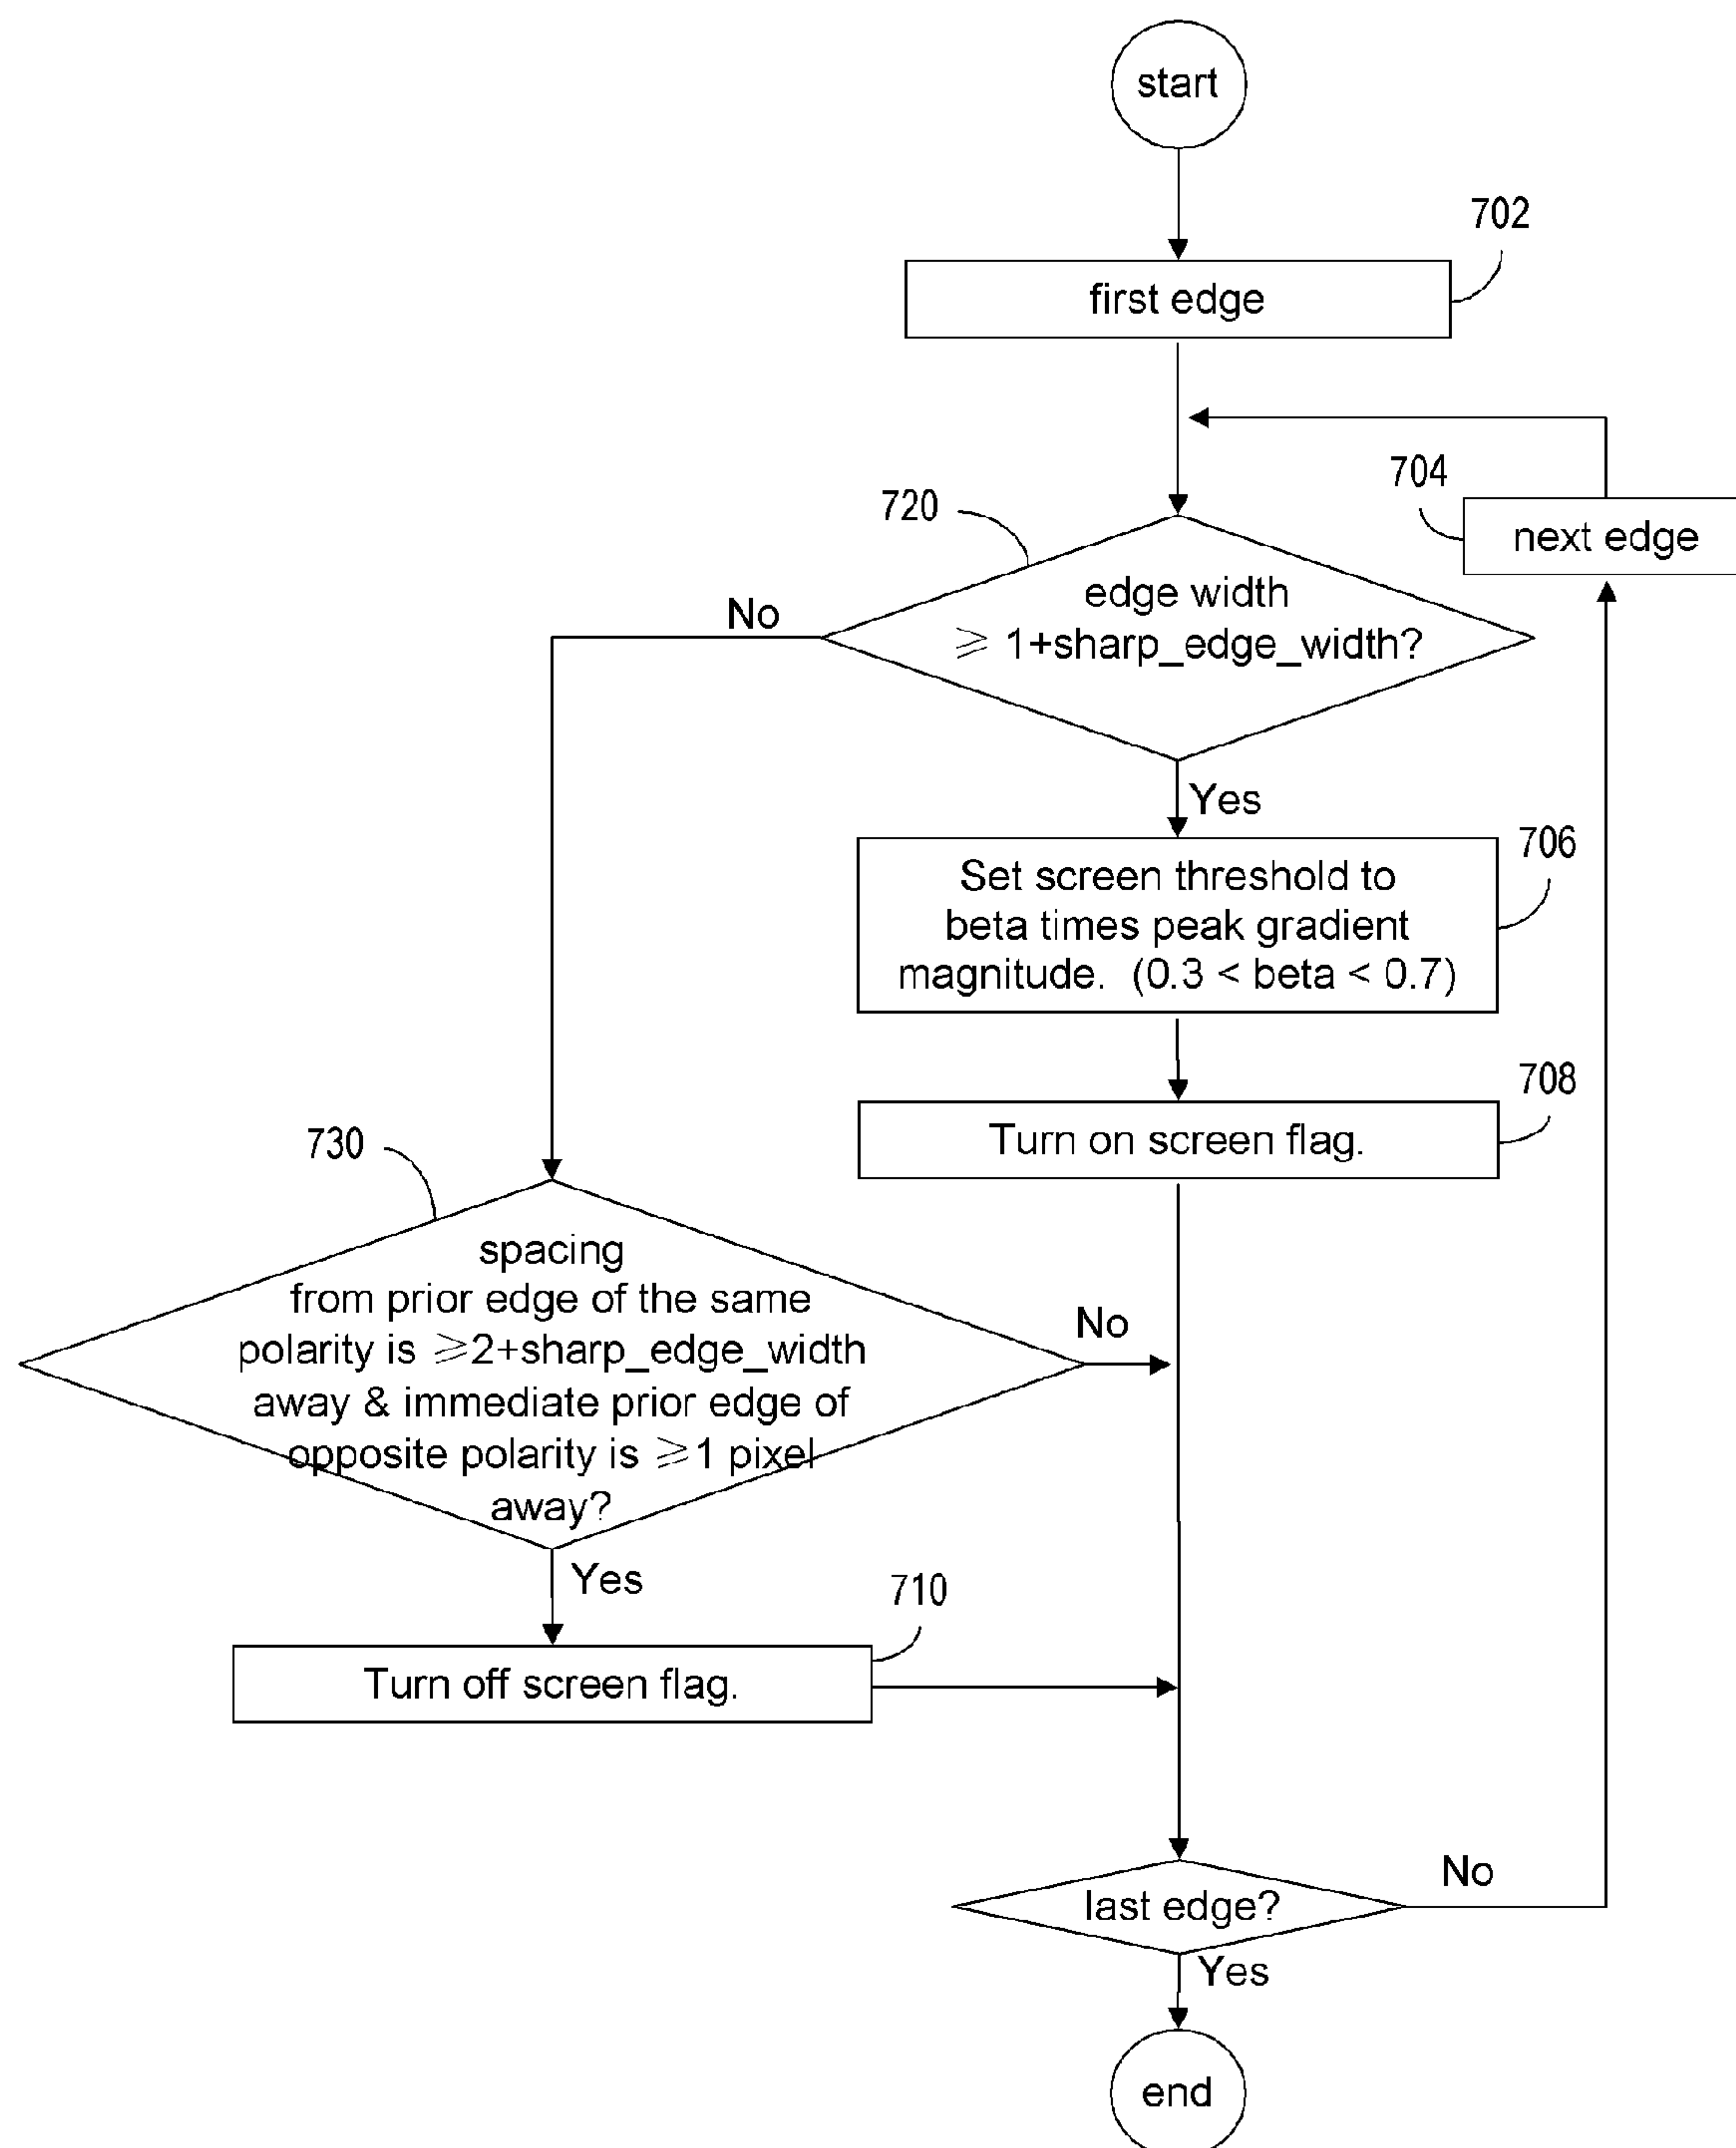 start
702
first edge
704
next edge
720
edge width
⩾ 1+sharp_edge_width?
No
Yes
706
Set screen threshold to
beta times peak gradient
magnitude. (0.3 < beta < 0.7)
708
Turn on screen flag.
730
spacing
from prior edge of the same
polarity is ⩾2+sharp_edge_width
away & immediate prior edge of
opposite polarity is ⩾1 pixel
away?
No
Yes
710
Turn off screen flag.
last edge?
No
Yes
end